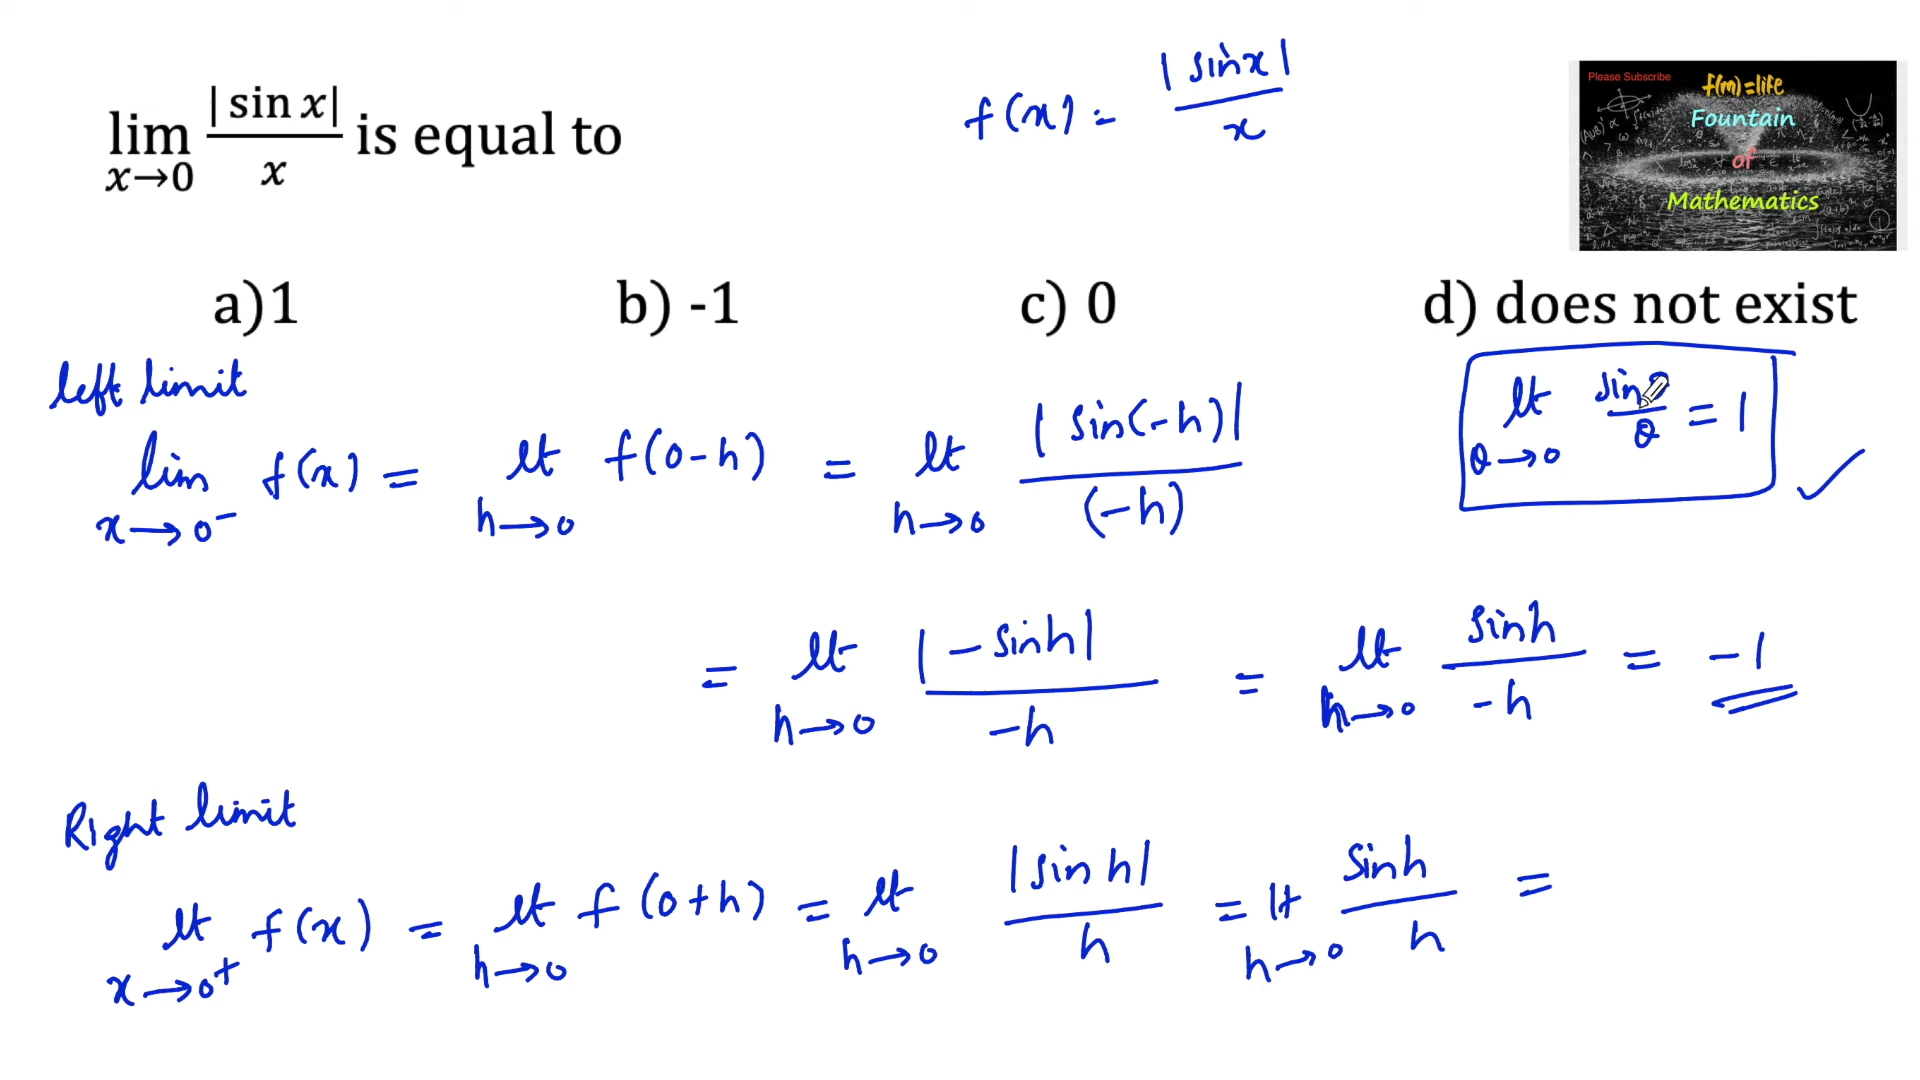 lim x→0 |sin x|/x is equal to
f(x) = |sinx|/x
Please Subscribe
f(m)=life
Fountain
of
Mathematics
a)1 b) -1 c) 0 d) does not exist
left limit
lt θ→0 sinθ/θ = 1
lim x→0⁻ f(x) = lt h→0 f(0-h) = lt h→0 |sin(-h)|/(-h)
= lt h→0 |-sinh|/-h = lt h→0 sinh/-h = -1
Right limit
lt x→0+ f(x) = lt h→0 f(0+h) = lt h→0 |sin h|/h = lt h→0 sinh/h =